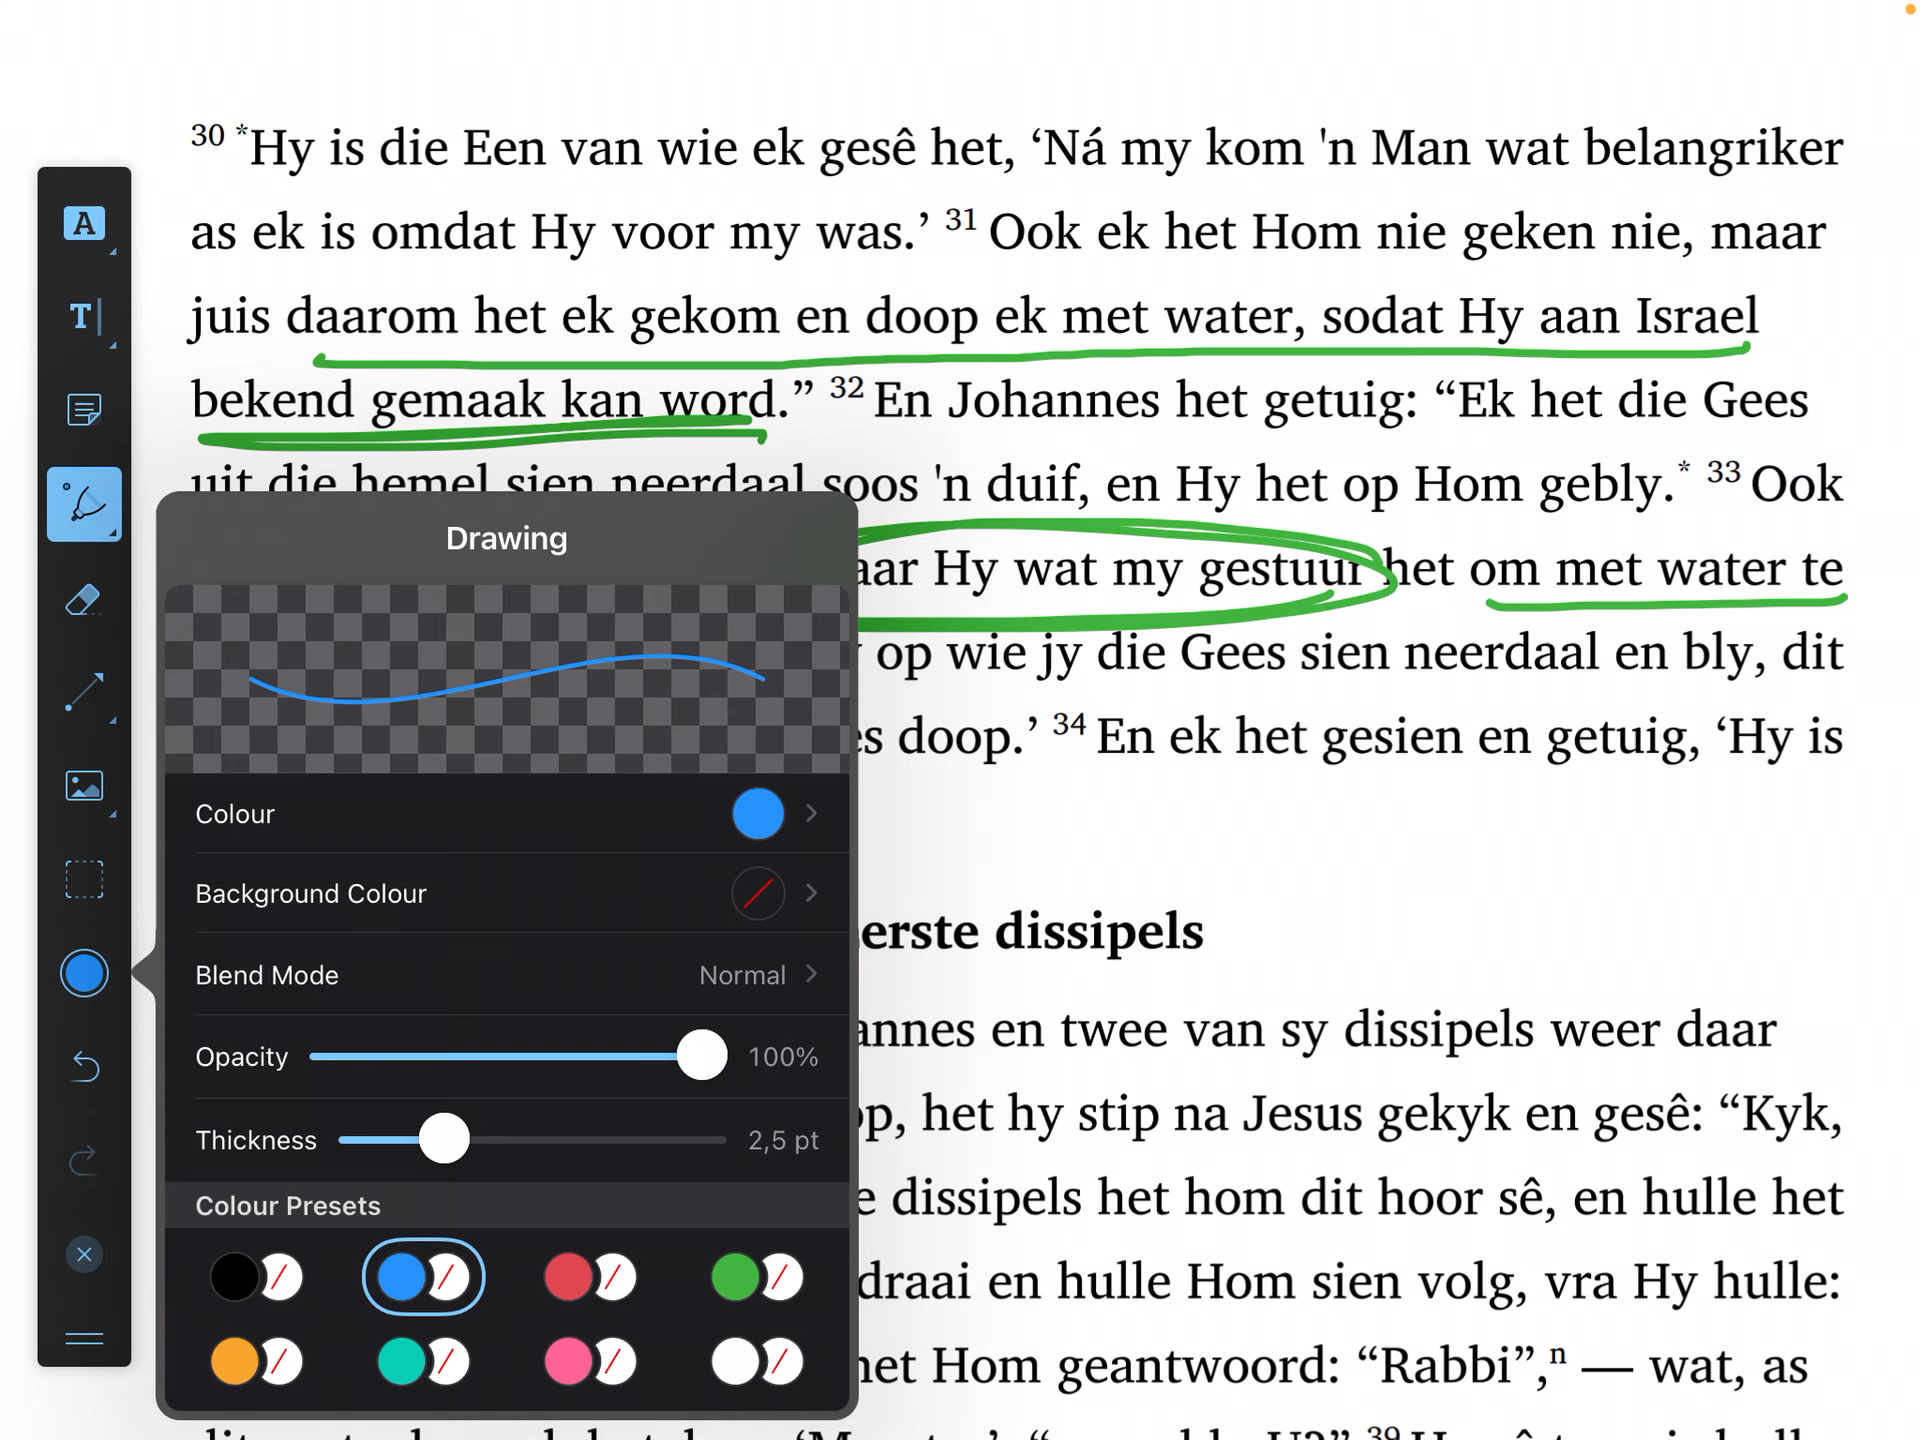 30 *Hy is die Een van wie ek gesê het, ‘Ná my kom 'n Man wat belangriker
as ek is omdat Hy voor my was.’ 31 Ook ek het Hom nie geken nie, maar
juis daarom het ek gekom en doop ek met water, sodat Hy aan Israel
bekend gemaak kan word.” 32 En Johannes het getuig: “Ek het die Gees
uit die hemel sien neerdaal soos 'n duif, en Hy het op Hom gebly.* 33 Ook
Hy wat my gestuur het om met water te
op wie jy die Gees sien neerdaal en bly, dit
doop.’ 34 En ek het gesien en getuig, ‘Hy is
dissipels
en twee van sy dissipels weer daar
het hy stip na Jesus gekyk en gesê: “Kyk,
dissipels het hom dit hoor sê, en hulle het
en hulle Hom sien volg, vra Hy hulle:
Hom geantwoord: “Rabbi”,n — wat, as
39
A
T
Drawing
Colour
Background Colour
Blend Mode Normal
Opacity 100%
Thickness 2,5 pt
Colour Presets